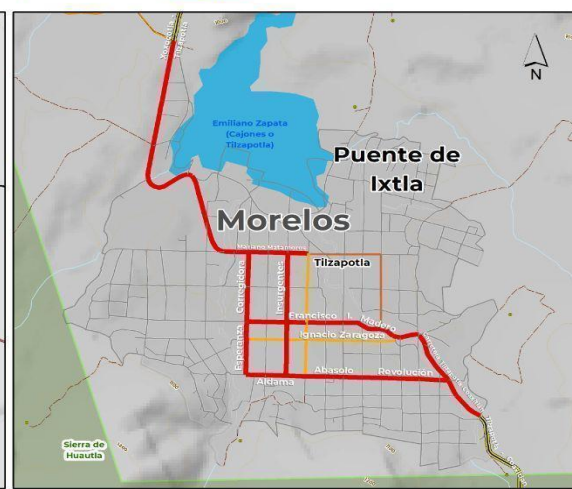 Tilzapotla
N
Emiliano Zapata
(Cajones o
Tilzapotla)
Puente de
Ixtla
Morelos
Mariano Matamoros
Tilzapotla
Corregidora
Insurgentes
Francisco I. Madero
Ignacio Zaragoza
Esperanza
Abasolo
Revolución
Aldama
Sierra de
Huautla